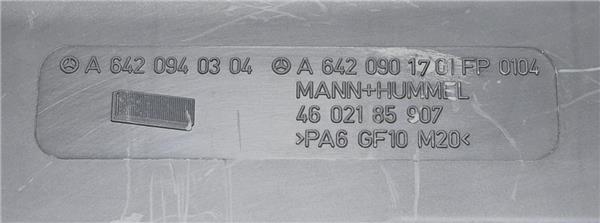 A 642 094 03 04 A 642 090 17 01 FP 0104
MANN+HUMMEL
46 021 85 907
>PA6 GF10 M20<